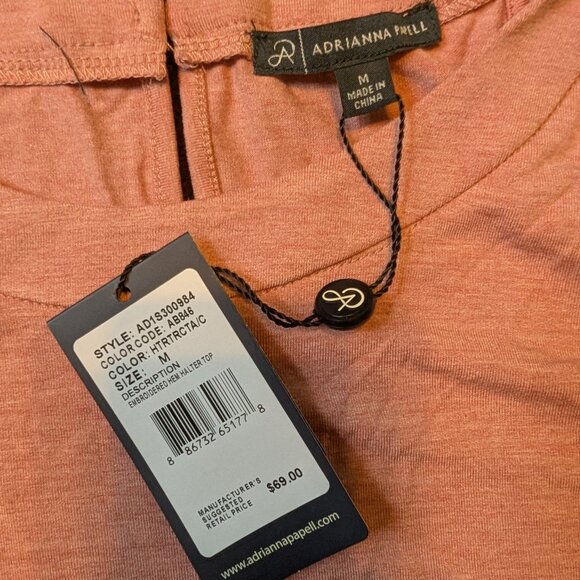 ADRIANNA PAPELL
M
MADE IN
CHINA
STYLE: AD1S300984
COLOR CODE: AB846
COLOR: HTRTRCTA/C
SIZE: M
DESCRIPTION
EMBROIDERED HEM HALTER TOP
8 86732 65177 8
MANUFACTURER'S
SUGGESTED
RETAIL PRICE
$69.00
www.adriannapapell.com